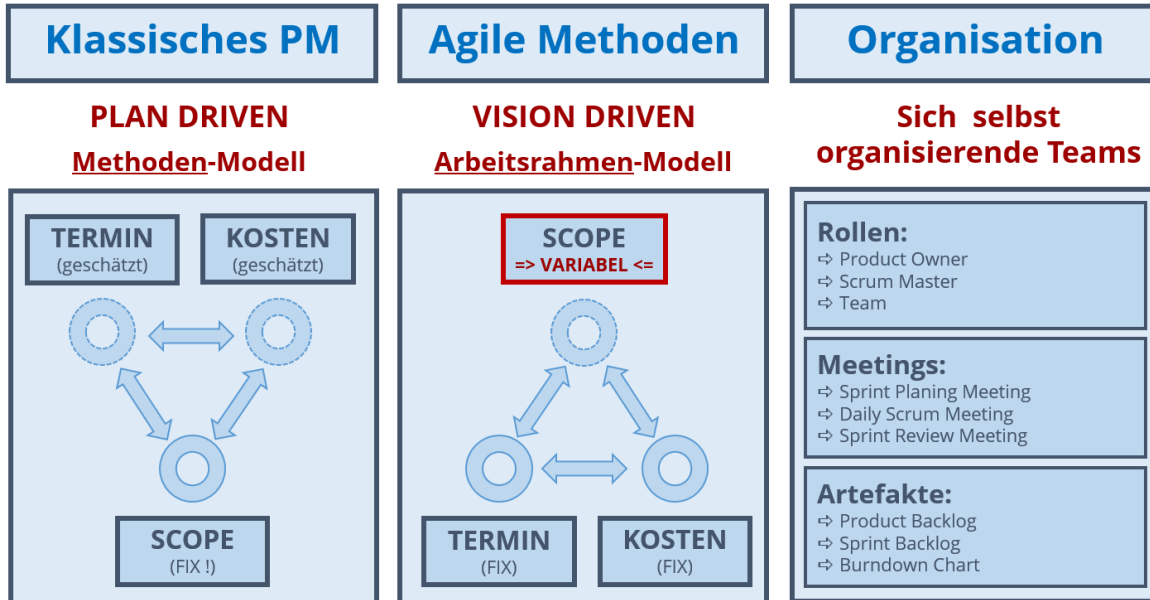 Klassisches PM
PLAN DRIVEN
Methoden-Modell
TERMIN
(geschätzt)
KOSTEN
(geschätzt)
SCOPE
(FIX !)
Agile Methoden
VISION DRIVEN
Arbeitsrahmen-Modell
SCOPE
=> VARIABEL <=
TERMIN
(FIX)
KOSTEN
(FIX)
Organisation
Sich selbst
organisierende Teams
Rollen:
⇨ Product Owner
⇨ Scrum Master
⇨ Team
Meetings:
⇨ Sprint Planing Meeting
⇨ Daily Scrum Meeting
⇨ Sprint Review Meeting
Artefakte:
⇨ Product Backlog
⇨ Sprint Backlog
⇨ Burndown Chart